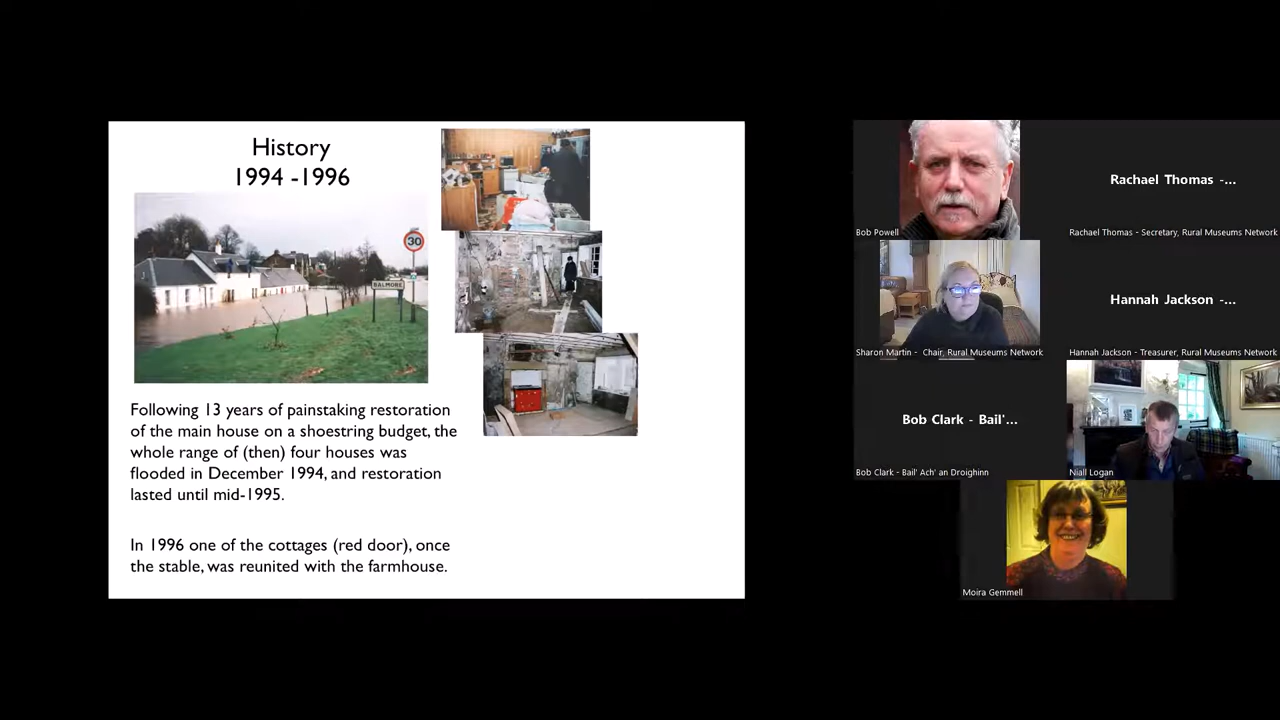 History
1994 -1996
30
BALMORE
Following 13 years of painstaking restoration
of the main house on a shoestring budget, the
whole range of (then) four houses was
flooded in December 1994, and restoration
lasted until mid-1995.
In 1996 one of the cottages (red door), once
the stable, was reunited with the farmhouse.
Bob Powell
Rachael Thomas -...
Rachael Thomas - Secretary, Rural Museums Network
Sharon Martin -  Chair, Rural Museums Network
Hannah Jackson -...
Hannah Jackson - Treasurer, Rural Museums Network
Bob Clark - Bail'...
Bob Clark - Bail' Ach' an Droighinn
Niall Logan
Moira Gemmell